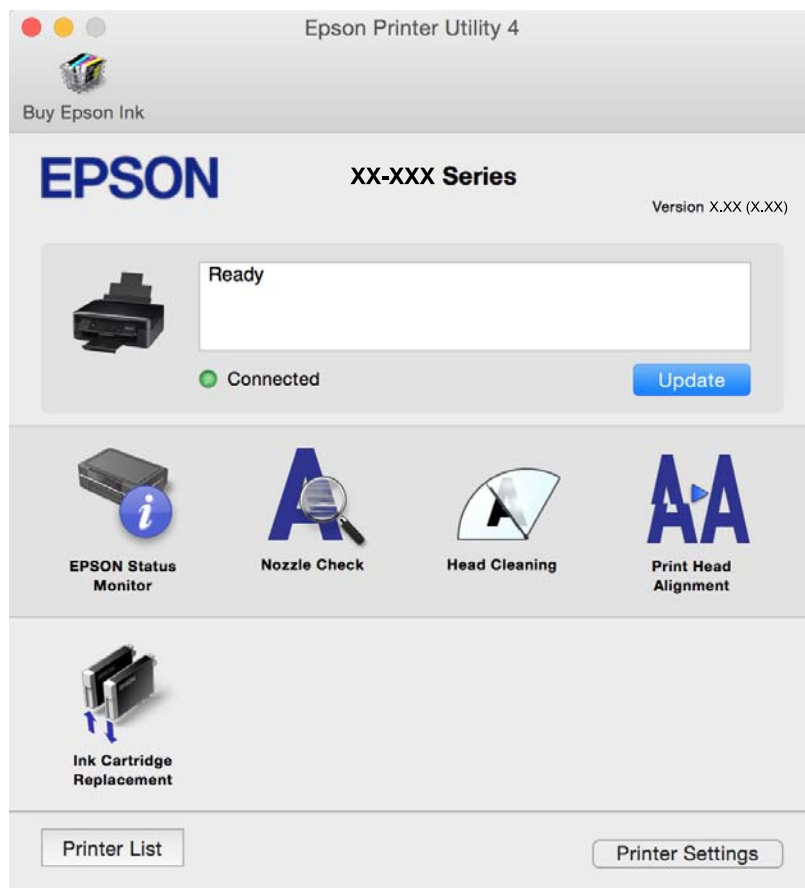 Epson Printer Utility 4
Buy Epson Ink
EPSON
XX-XXX Series
Version X.XX (X.XX)
Ready
Connected
Update
EPSON Status
Monitor
Nozzle Check
Head Cleaning
Print Head
Alignment
Ink Cartridge
Replacement
Printer List
Printer Settings